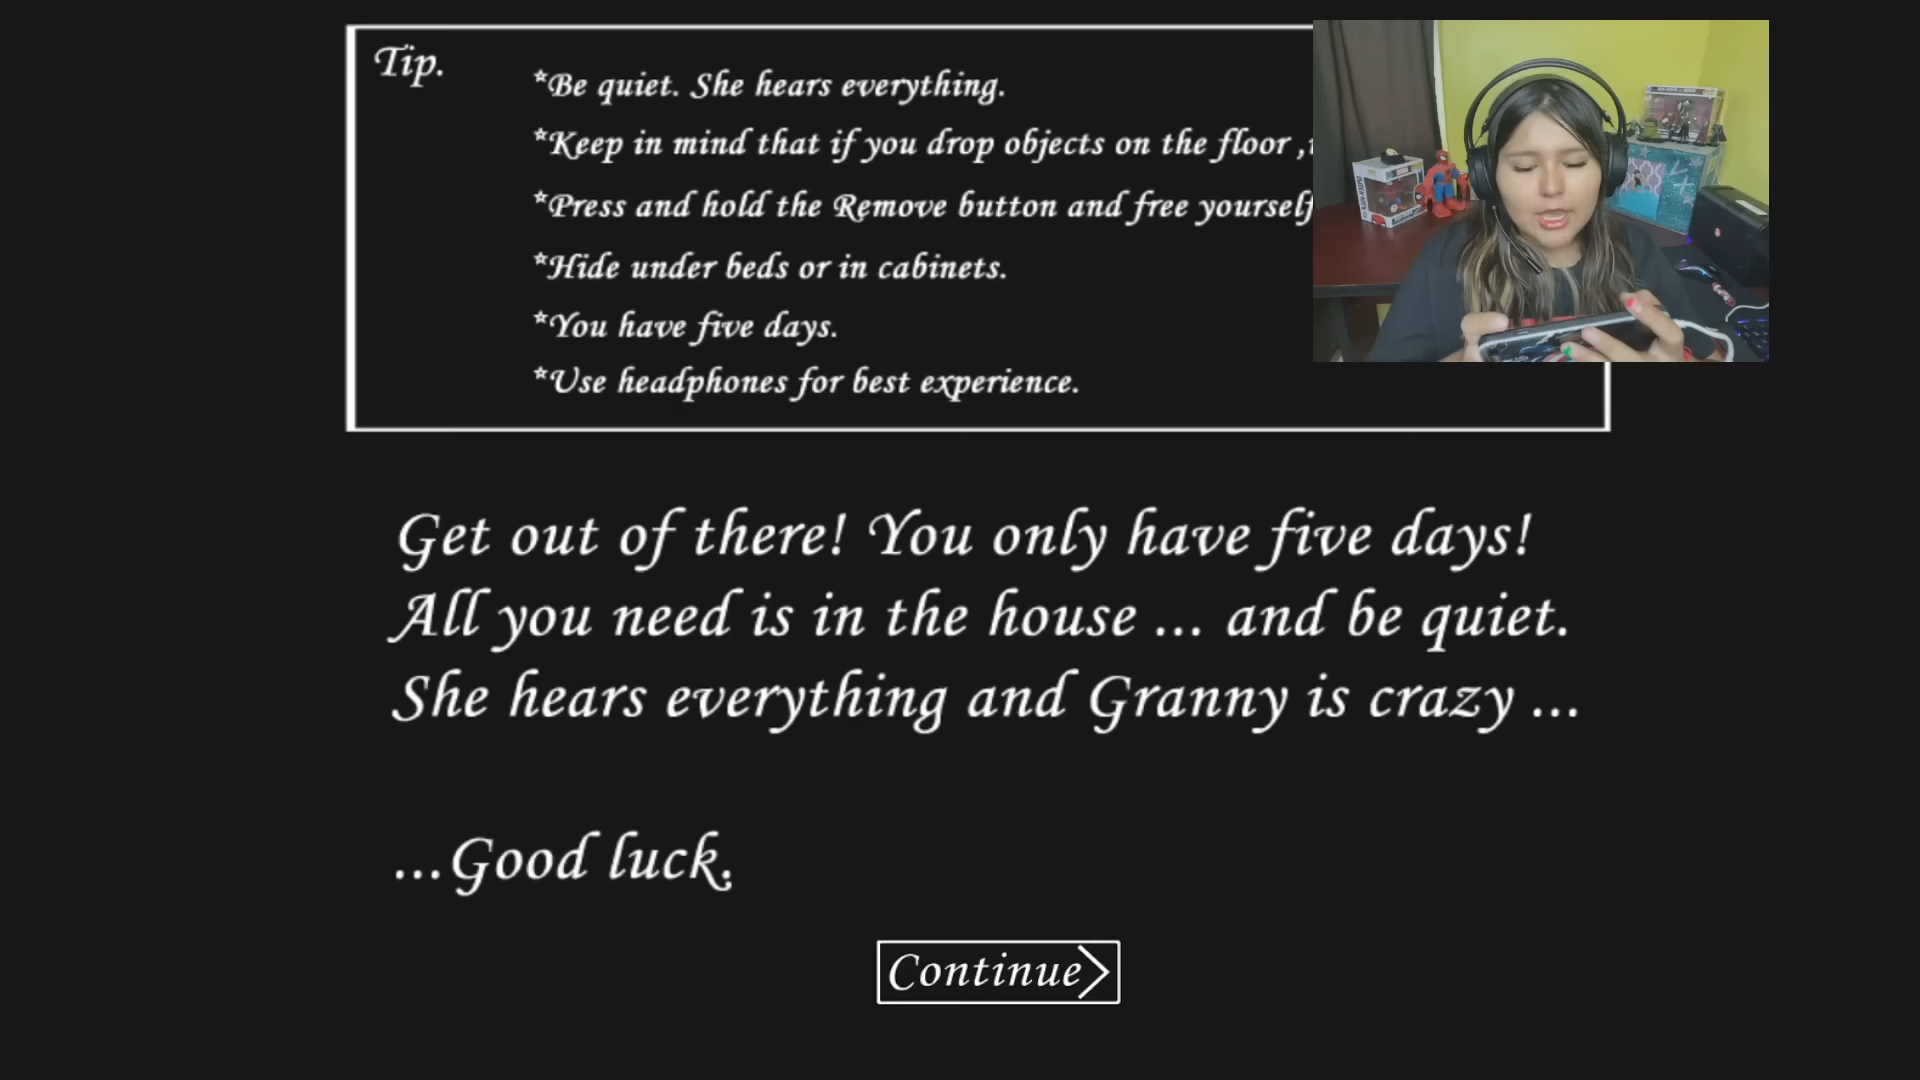 Tip.
*Be quiet. She hears everything.
*Keep in mind that if you drop objects on the floor ,
*Press and hold the Remove button and free yourself
*Hide under beds or in cabinets.
*You have five days.
*Use headphones for best experience.
Get out of there! You only have five days!
All you need is in the house ... and be quiet.
She hears everything and Granny is crazy ...
...Good luck.
Continue